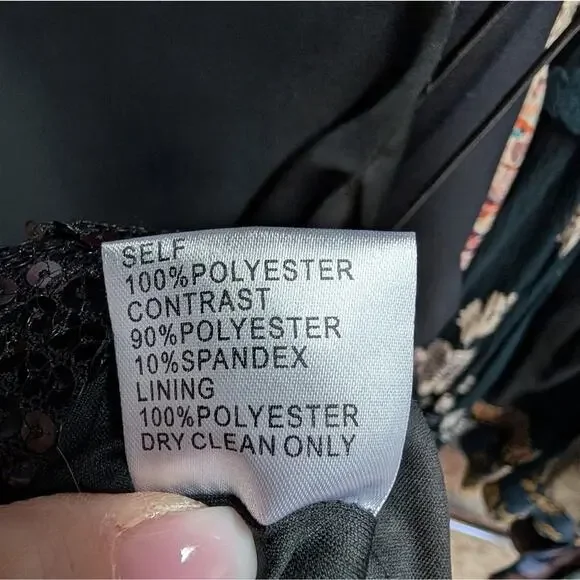 SELF
100%POLYESTER
CONTRAST
90%POLYESTER
10%SPANDEX
LINING
100%POLYESTER
DRY CLEAN ONLY